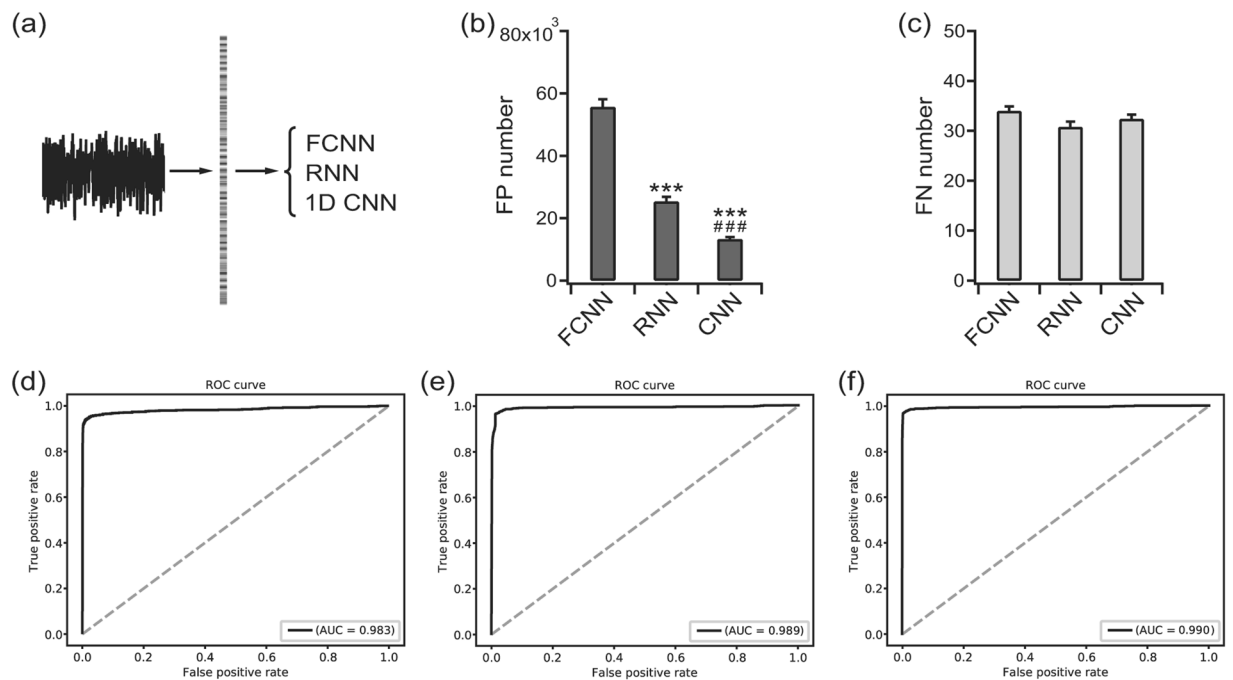 (a)
FCNN
RNN
1D CNN
(b)
80x10³
60
40
20
0
FP number
***
***
###
FCNN
RNN
CNN
(c)
50
40
30
20
10
0
FN number
FCNN
RNN
CNN
(d)
ROC curve
1.0
0.8
0.6
0.4
0.2
0.0
True positive rate
(AUC = 0.983)
0.0 0.2 0.4 0.6 0.8 1.0
False positive rate
(e)
ROC curve
1.0
0.8
0.6
0.4
0.2
0.0
True positive rate
(AUC = 0.989)
0.0 0.2 0.4 0.6 0.8 1.0
False positive rate
(f)
ROC curve
1.0
0.8
0.6
0.4
0.2
0.0
True positive rate
(AUC = 0.990)
0.0 0.2 0.4 0.6 0.8 1.0
False positive rate